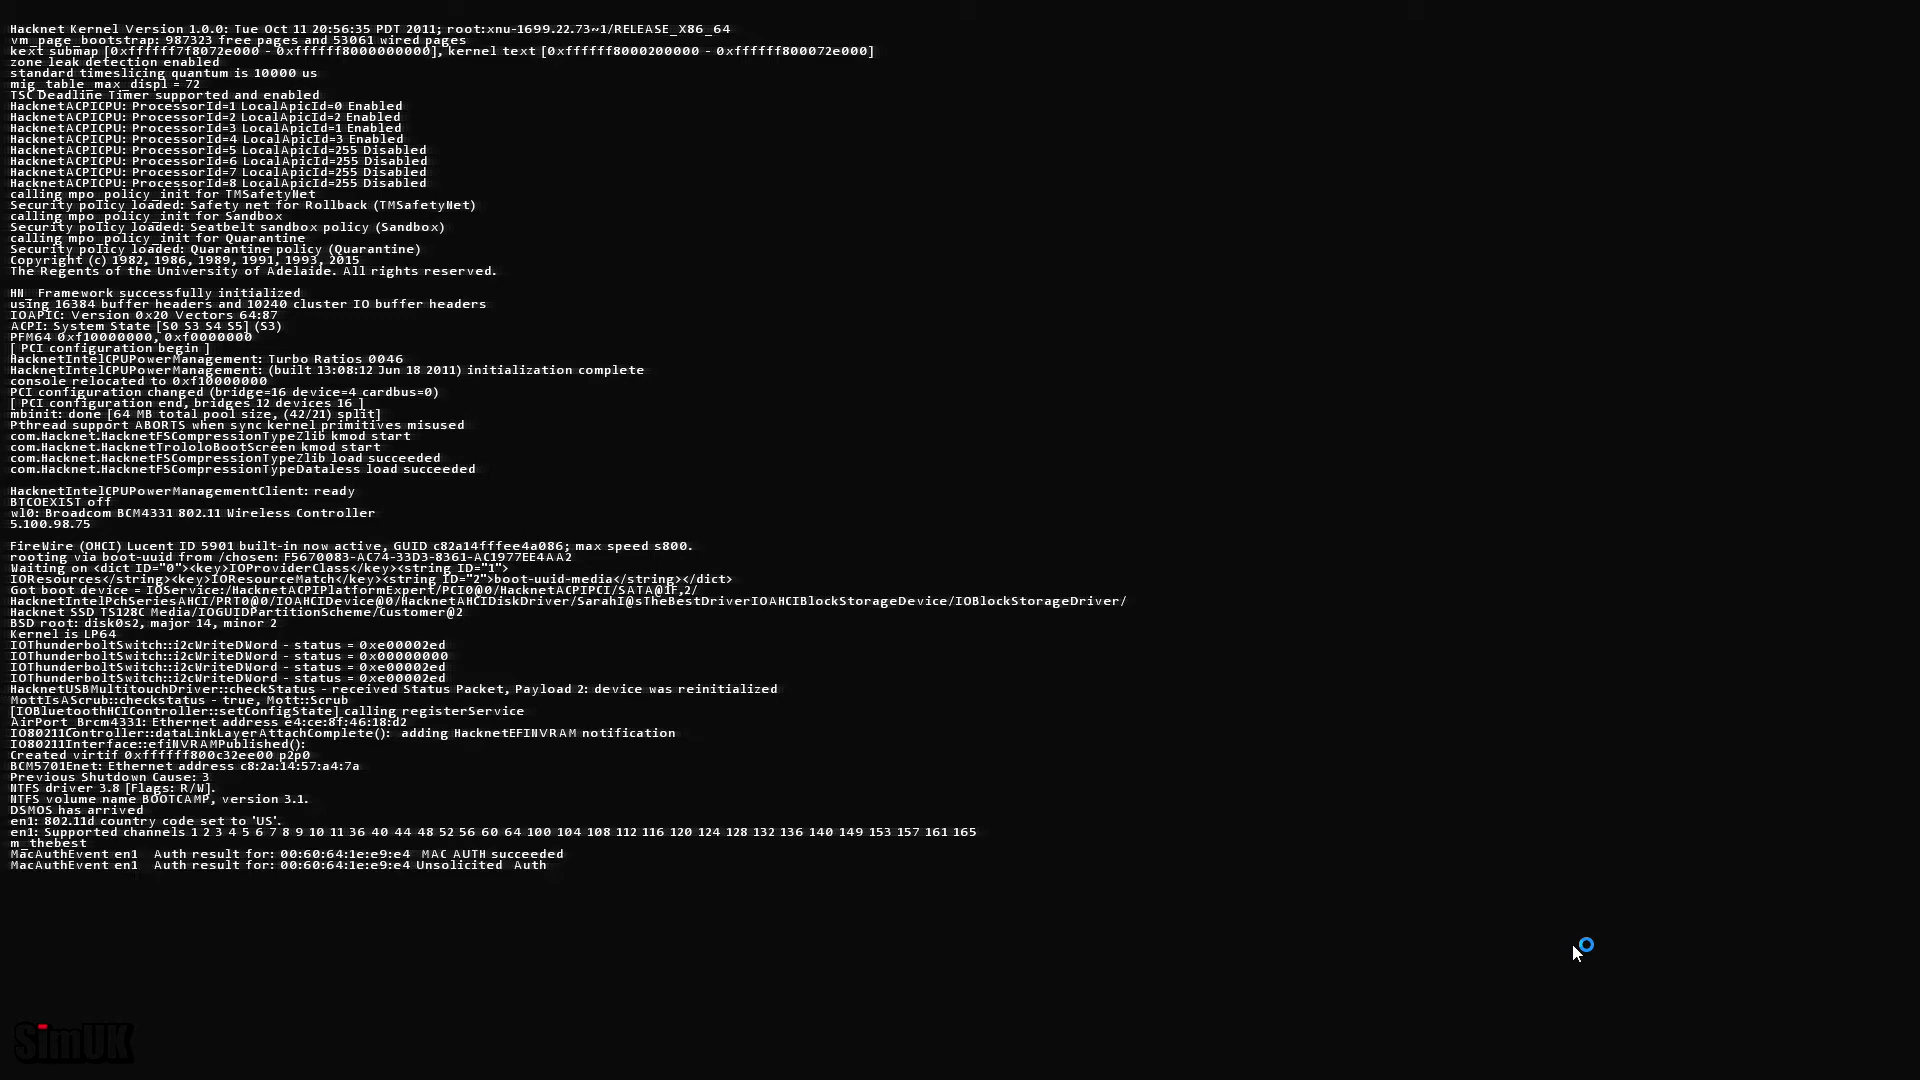 Hacknet Kernel Version 1.0.0: Tue Oct 11 20:56:35 PDT 2011; root:xnu-1699.22.73~1/RELEASE_X86_64
vm_page_bootstrap: 987323 free pages and 53061 wired pages
kext submap [0xffffff7f8072e000 - 0xffffff8000000000], kernel text [0xffffff8000200000 - 0xffffff800072e000]
zone leak detection enabled
standard timeslicing quantum is 10000 us
mig_table_max_displ = 72
TSC Deadline Timer supported and enabled
HacknetACPICPU: ProcessorId=1 LocalApicId=0 Enabled
HacknetACPICPU: ProcessorId=2 LocalApicId=2 Enabled
HacknetACPICPU: ProcessorId=3 LocalApicId=1 Enabled
HacknetACPICPU: ProcessorId=4 LocalApicId=3 Enabled
HacknetACPICPU: ProcessorId=5 LocalApicId=255 Disabled
HacknetACPICPU: ProcessorId=6 LocalApicId=255 Disabled
HacknetACPICPU: ProcessorId=7 LocalApicId=255 Disabled
HacknetACPICPU: ProcessorId=8 LocalApicId=255 Disabled
calling mpo_policy_init for TMSafetyNet
Security policy loaded: Safety net for Rollback (TMSafetyNet)
calling mpo_policy_init for Sandbox
Security policy loaded: Seatbelt sandbox policy (Sandbox)
calling mpo_policy_init for Quarantine
Security policy loaded: Quarantine policy (Quarantine)
Copyright (c) 1982, 1986, 1989, 1991, 1993, 2015
The Regents of the University of Adelaide. All rights reserved.
HN_ Framework successfully initialized
using 16384 buffer headers and 10240 cluster IO buffer headers
IOAPIC: Version 0x20 Vectors 64:87
ACPI: System State [S0 S3 S4 S5] (S3)
PFM64 0xf10000000, 0xf0000000
[ PCI configuration begin ]
HacknetIntelCPUPowerManagement: Turbo Ratios 0046
HacknetIntelCPUPowerManagement: (built 13:08:12 Jun 18 2011) initialization complete
console relocated to 0xf10000000
PCI configuration changed (bridge=16 device=4 cardbus=0)
[ PCI configuration end, bridges 12 devices 16 ]
mbinit: done [64 MB total pool size, (42/21) split]
Pthread support ABORTS when sync kernel primitives misused
com.Hacknet.HacknetFSCompressionTypeZlib kmod start
com.Hacknet.HacknetTrololoBootScreen kmod start
com.Hacknet.HacknetFSCompressionTypeZlib load succeeded
com.Hacknet.HacknetFSCompressionTypeDataless load succeeded
HacknetIntelCPUPowerManagementClient: ready
BTCOEXIST off
wl0: Broadcom BCM4331 802.11 Wireless Controller
5.100.98.75
FireWire (OHCI) Lucent ID 5901 built-in now active, GUID c82a14fffee4a086; max speed s800.
rooting via boot-uuid from /chosen: F5670083-AC74-33D3-8361-AC1977EE4AA2
Waiting on <dict ID="0"><key>IOProviderClass</key><string ID="1">
IOResources</string><key>IOResourceMatch</key><string ID="2">boot-uuid-media</string></dict>
Got boot device = IOService:/HacknetACPIPlatformExpert/PCI0@0/HacknetACPIPCI/SATA@1F,2/
HacknetIntelPchSeriesAHCI/PRT0@0/IOAHCIDevice@0/HacknetAHCIDiskDriver/SarahI@sTheBestDriverIOAHCIBlockStorageDevice/IOBlockStorageDriver/
Hacknet SSD TS128C Media/IOGUIDPartitionScheme/Customer@2
BSD root: disk0s2, major 14, minor 2
Kernel is LP64
IOThunderboltSwitch::i2cWriteDWord - status = 0xe00002ed
IOThunderboltSwitch::i2cWriteDWord - status = 0x00000000
IOThunderboltSwitch::i2cWriteDWord - status = 0xe00002ed
IOThunderboltSwitch::i2cWriteDWord - status = 0xe00002ed
HacknetUSBMultitouchDriver::checkStatus - received Status Packet, Payload 2: device was reinitialized
MottIsAScrub::checkstatus - true, Mott::Scrub
[IOBluetoothHCIController::setConfigState] calling registerService
AirPort_Brcm4331: Ethernet address e4:ce:8f:46:18:d2
IO80211Controller::dataLinkLayerAttachComplete():  adding HacknetEFINVRAM notification
IO80211Interface::efiNVRAMPublished():
Created virtif 0xffffff800c32ee00 p2p0
BCM5701Enet: Ethernet address c8:2a:14:57:a4:7a
Previous Shutdown Cause: 3
NTFS driver 3.8 [Flags: R/W].
NTFS volume name BOOTCAMP, version 3.1.
DSMOS has arrived
en1: 802.11d country code set to 'US'.
en1: Supported channels 1 2 3 4 5 6 7 8 9 10 11 36 40 44 48 52 56 60 64 100 104 108 112 116 120 124 128 132 136 140 149 153 157 161 165
m_thebest
MacAuthEvent en1   Auth result for: 00:60:64:1e:e9:e4  MAC AUTH succeeded
MacAuthEvent en1   Auth result for: 00:60:64:1e:e9:e4 Unsolicited  Auth
SimUK